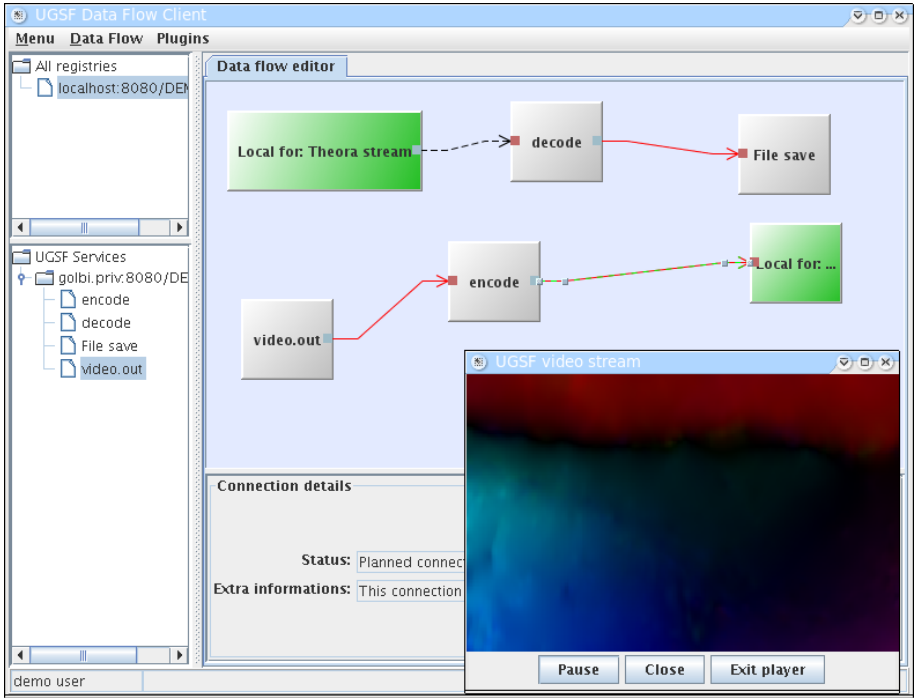 UGSF Data Flow Client
Menu Data Flow Plugins
All registries
localhost:8080/DEM
Data flow editor
Local for: Theora stream
decode
File save
encode
Local for: ...
video.out
UGSF Services
golbi.priv:8080/DE
encode
decode
File save
video.out
UGSF video stream
Connection details
Status: Planned connec
Extra informations: This connection
Pause Close Exit player
demo user